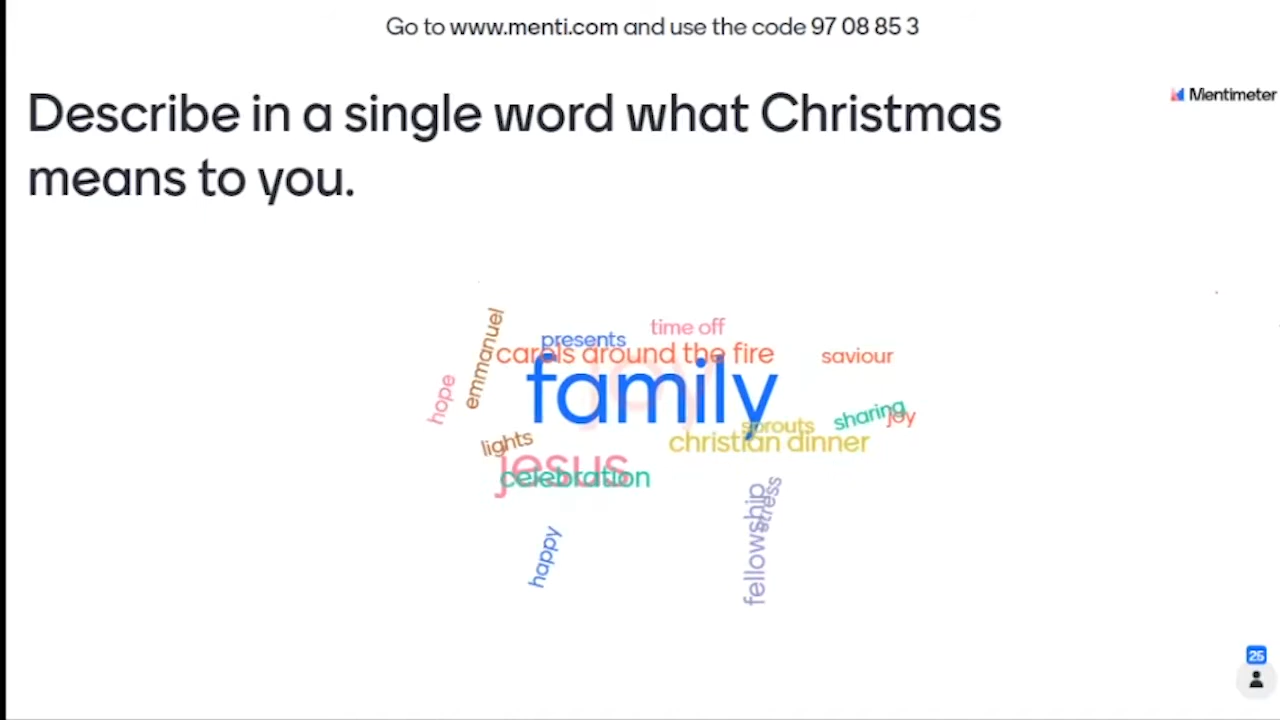 Go to www.menti.com and use the code 97 08 85 3
Describe in a single word what Christmas
means to you.
Mentimeter
time off
presents
carols around the fire
saviour
emmanuel
joy
family
hope
sharing
joy
sprouts
christian dinner
lights
jesus
celebration
stress
fellowship
happy
25